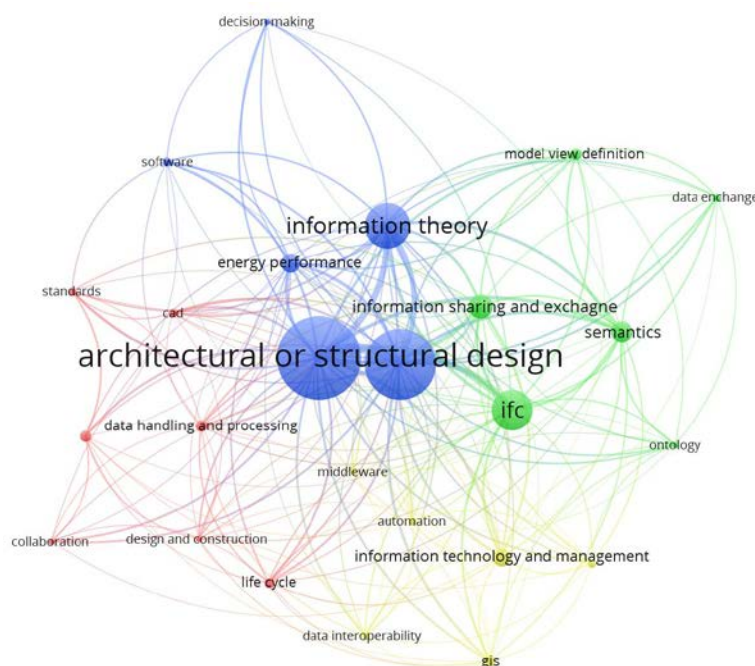 decision making
software
model view definition
data enchange
information theory
energy performance
standards
cad
information sharing and exchagne
semantics
architectural or structural design
ifc
data handling and processing
ontology
middleware
automation
collaboration
design and construction
information technology and management
life cycle
data interoperability
gis